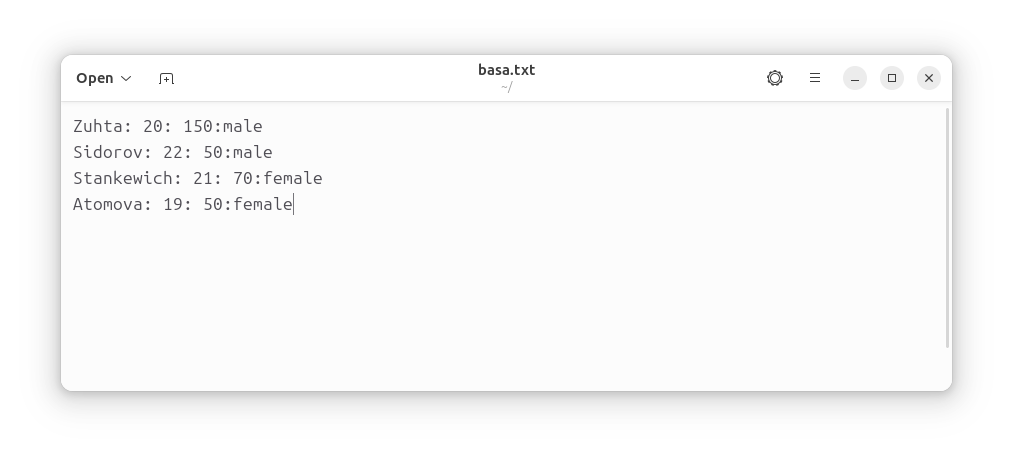 Open
basa.txt
~/
Zuhta: 20: 150:male
Sidorov: 22: 50:male
Stankewich: 21: 70:female
Atomova: 19: 50:female